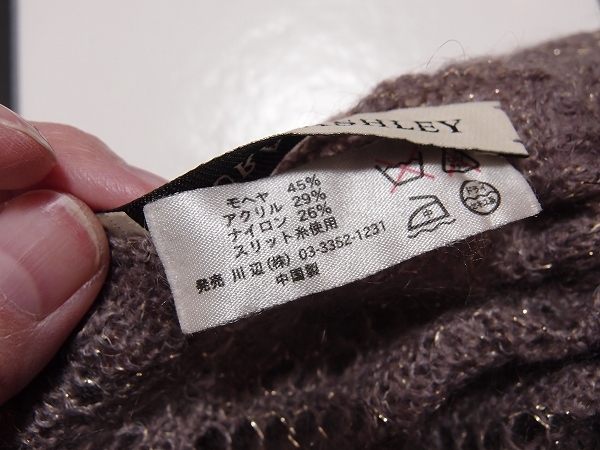 ASHLEY
モヘヤ 45%
アクリル 29%
ナイロン 26%
スリット糸使用
発売 川辺(株) 03-3352-1231
中国製
中